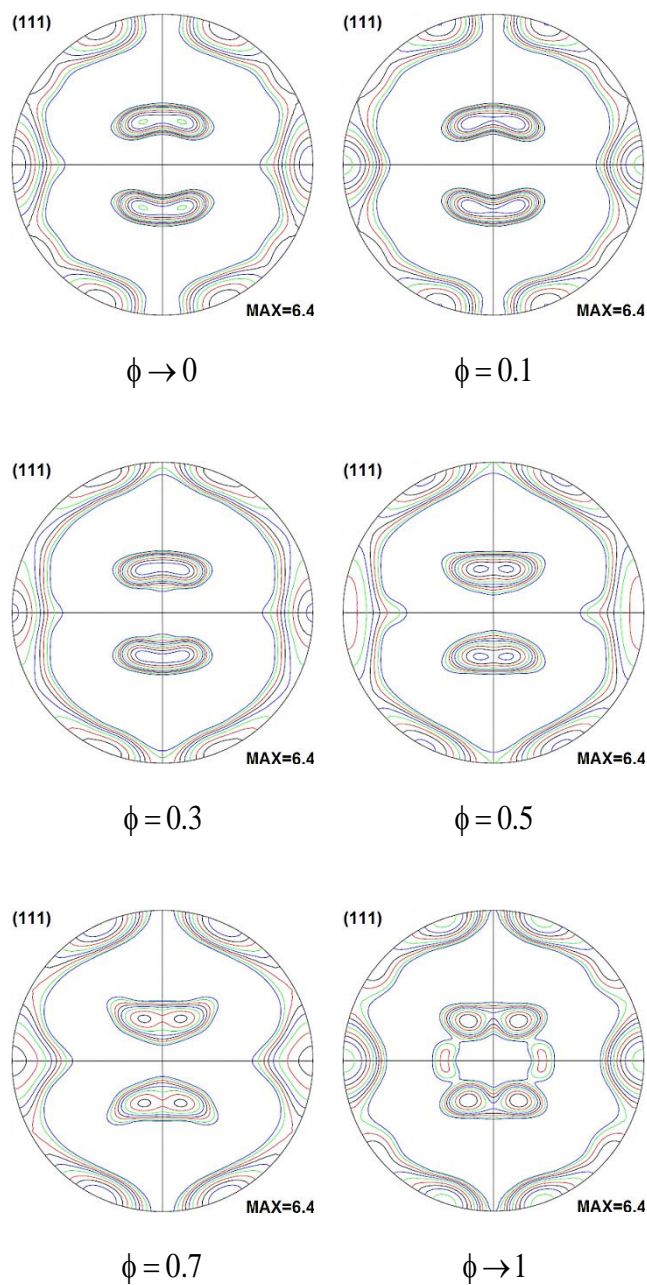 (111) (111)
MAX=6.4 MAX=6.4
ϕ → 0 ϕ = 0.1
(111) (111)
MAX=6.4 MAX=6.4
ϕ = 0.3 ϕ = 0.5
(111) (111)
MAX=6.4 MAX=6.4
ϕ = 0.7 ϕ → 1